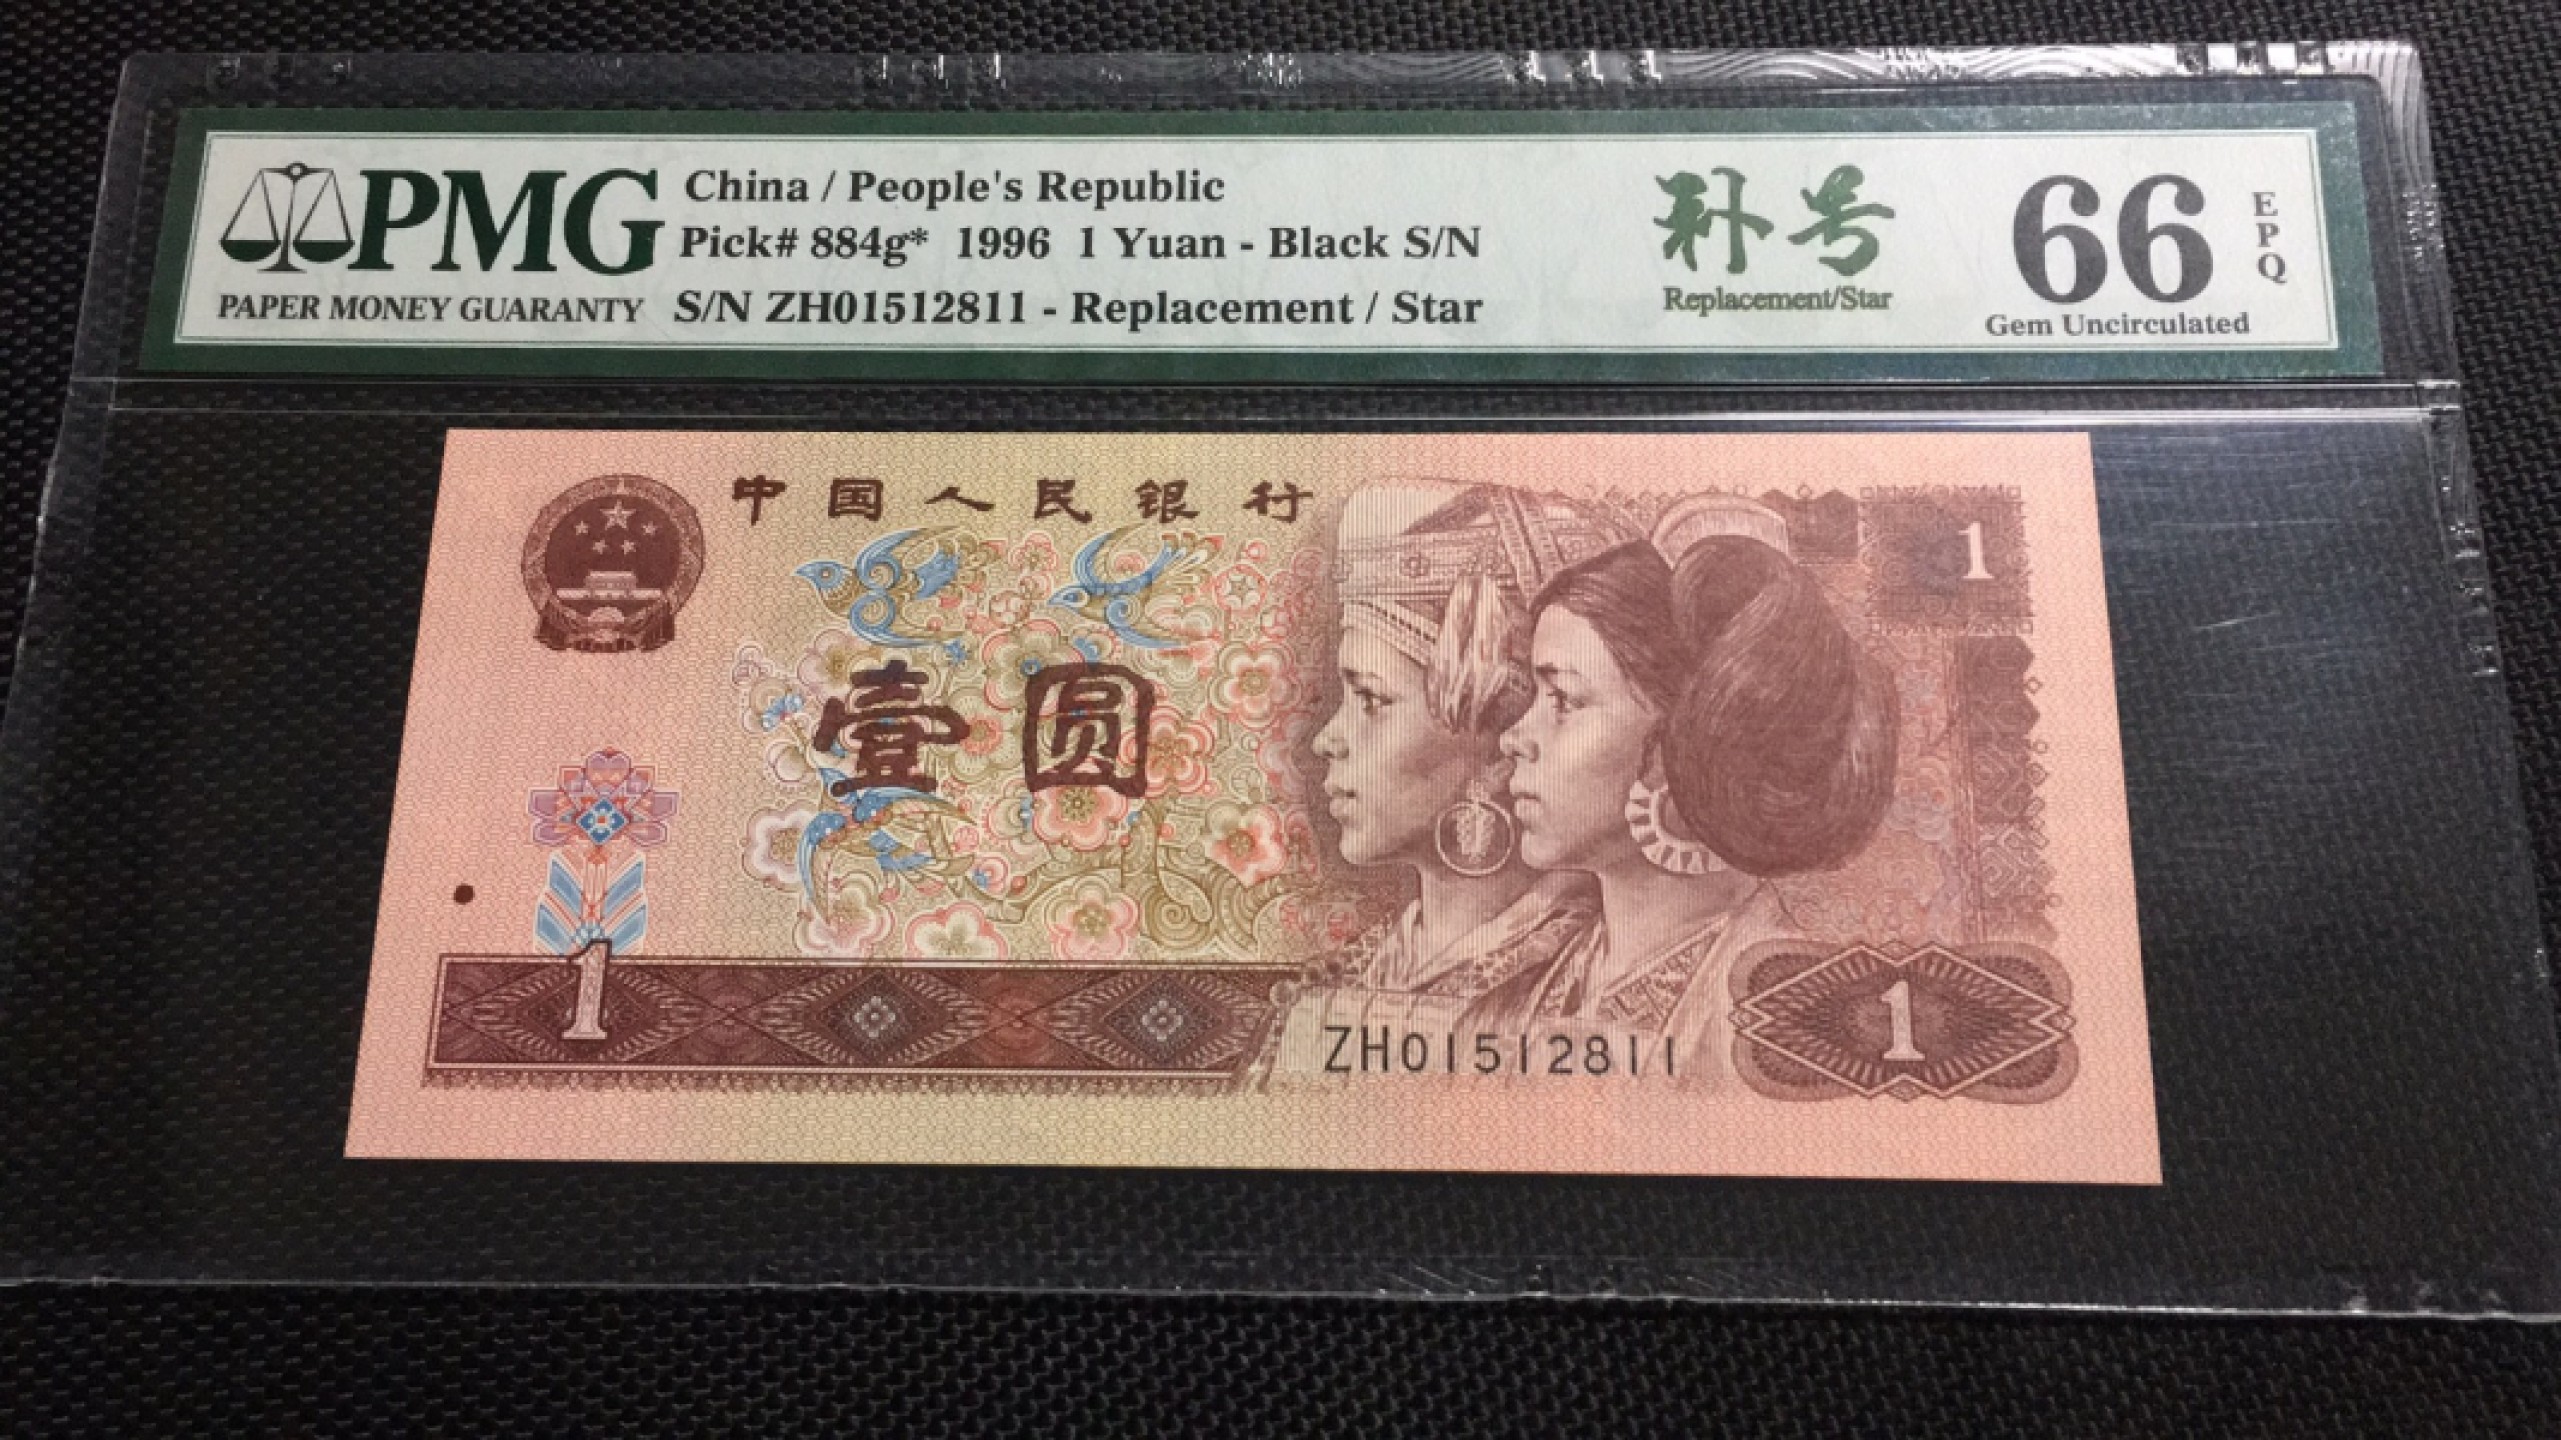 PMG
PAPER MONEY GUARANTY
China / People's Republic
Pick# 884g* 1996 1 Yuan - Black S/N
S/N ZH01512811 - Replacement / Star
补号
Replacement/Star
66
EPQ
Gem Uncirculated
中国人民银行
1
壹圆
1
1
ZH01512811